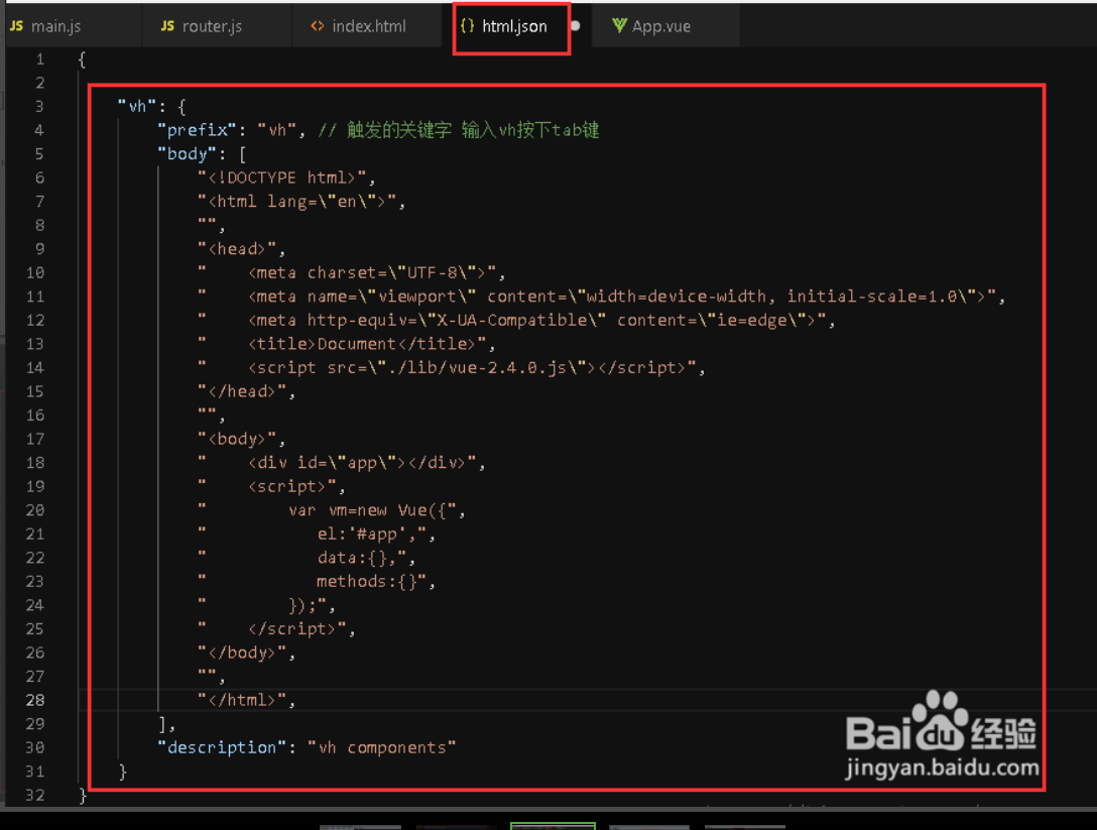 JS main.js
JS router.js
<> index.html
{} html.json
App.vue
1 {
2
3 "vh": {
4 "prefix": "vh", // 触发的关键字 输入vh按下tab键
5 "body": [
6 "<!DOCTYPE html>",
7 "<html lang=\"en\">",
8 "",
9 "<head>",
10 "    <meta charset=\"UTF-8\">",
11 "    <meta name=\"viewport\" content=\"width=device-width, initial-scale=1.0\">",
12 "    <meta http-equiv=\"X-UA-Compatible\" content=\"ie=edge\">",
13 "    <title>Document</title>",
14 "    <script src=\"./lib/vue-2.4.0.js\"></script>",
15 "</head>",
16 "",
17 "<body>",
18 "    <div id=\"app\"></div>",
19 "    <script>",
20 "        var vm=new Vue({",
21 "           el:'#app',",
22 "           data:{},",
23 "           methods:{}",
24 "        });",
25 "    </script>",
26 "</body>",
27 "",
28 "</html>",
29 ],
30 "description": "vh components"
31 }
32 }
Bai du 经验
jingyan.baidu.com